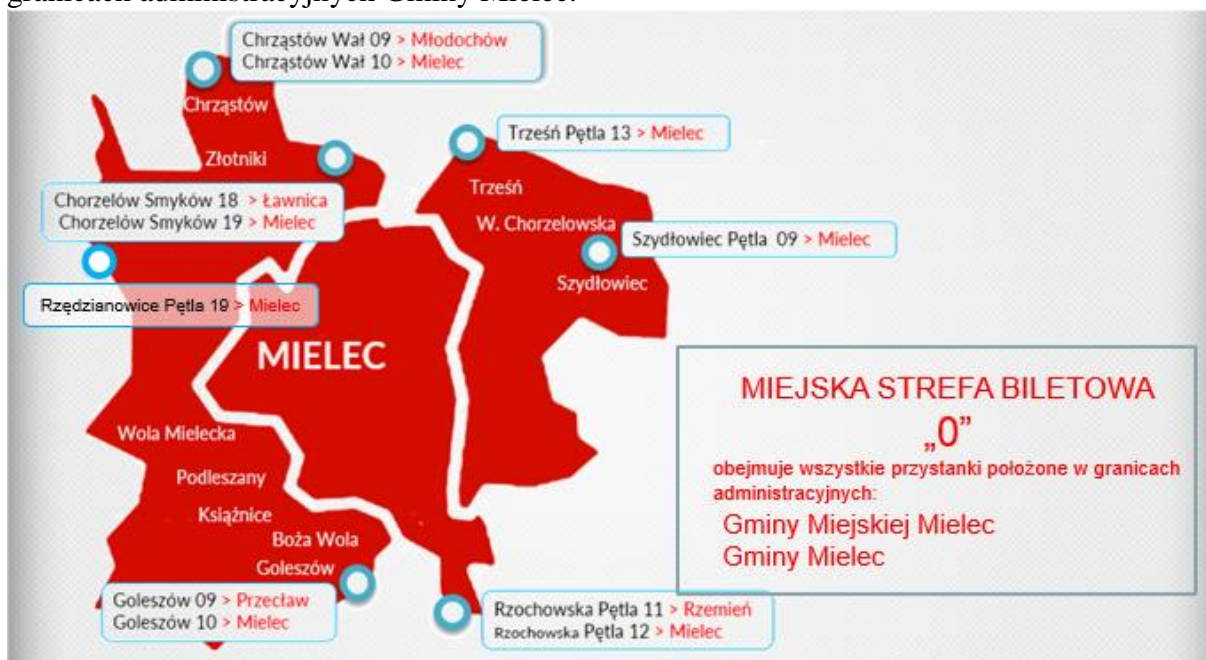 granicach administracyjnych Gminy Mielec.
Chrząstów Wał 09 > Młodochów
Chrząstów Wał 10 > Mielec
Chrząstów
Trześń Pętla 13 > Mielec
Złotniki
Trześń
Chorzelów Smyków 18 > Ławnica
Chorzelów Smyków 19 > Mielec
W. Chorzelowska
Szydłowiec Pętla 09 > Mielec
Szydłowiec
Rzędzianowice Pętla 19 > Mielec
MIELEC
MIEJSKA STREFA BILETOWA
„0”
obejmuje wszystkie przystanki położone w granicach
administracyjnych:
Gminy Miejskiej Mielec
Gminy Mielec
Wola Mielecka
Podleszany
Książnice
Boża Wola
Goleszów
Goleszów 09 > Przecław
Goleszów 10 > Mielec
Rzochowska Pętla 11 > Rzemień
Rzochowska Pętla 12 > Mielec